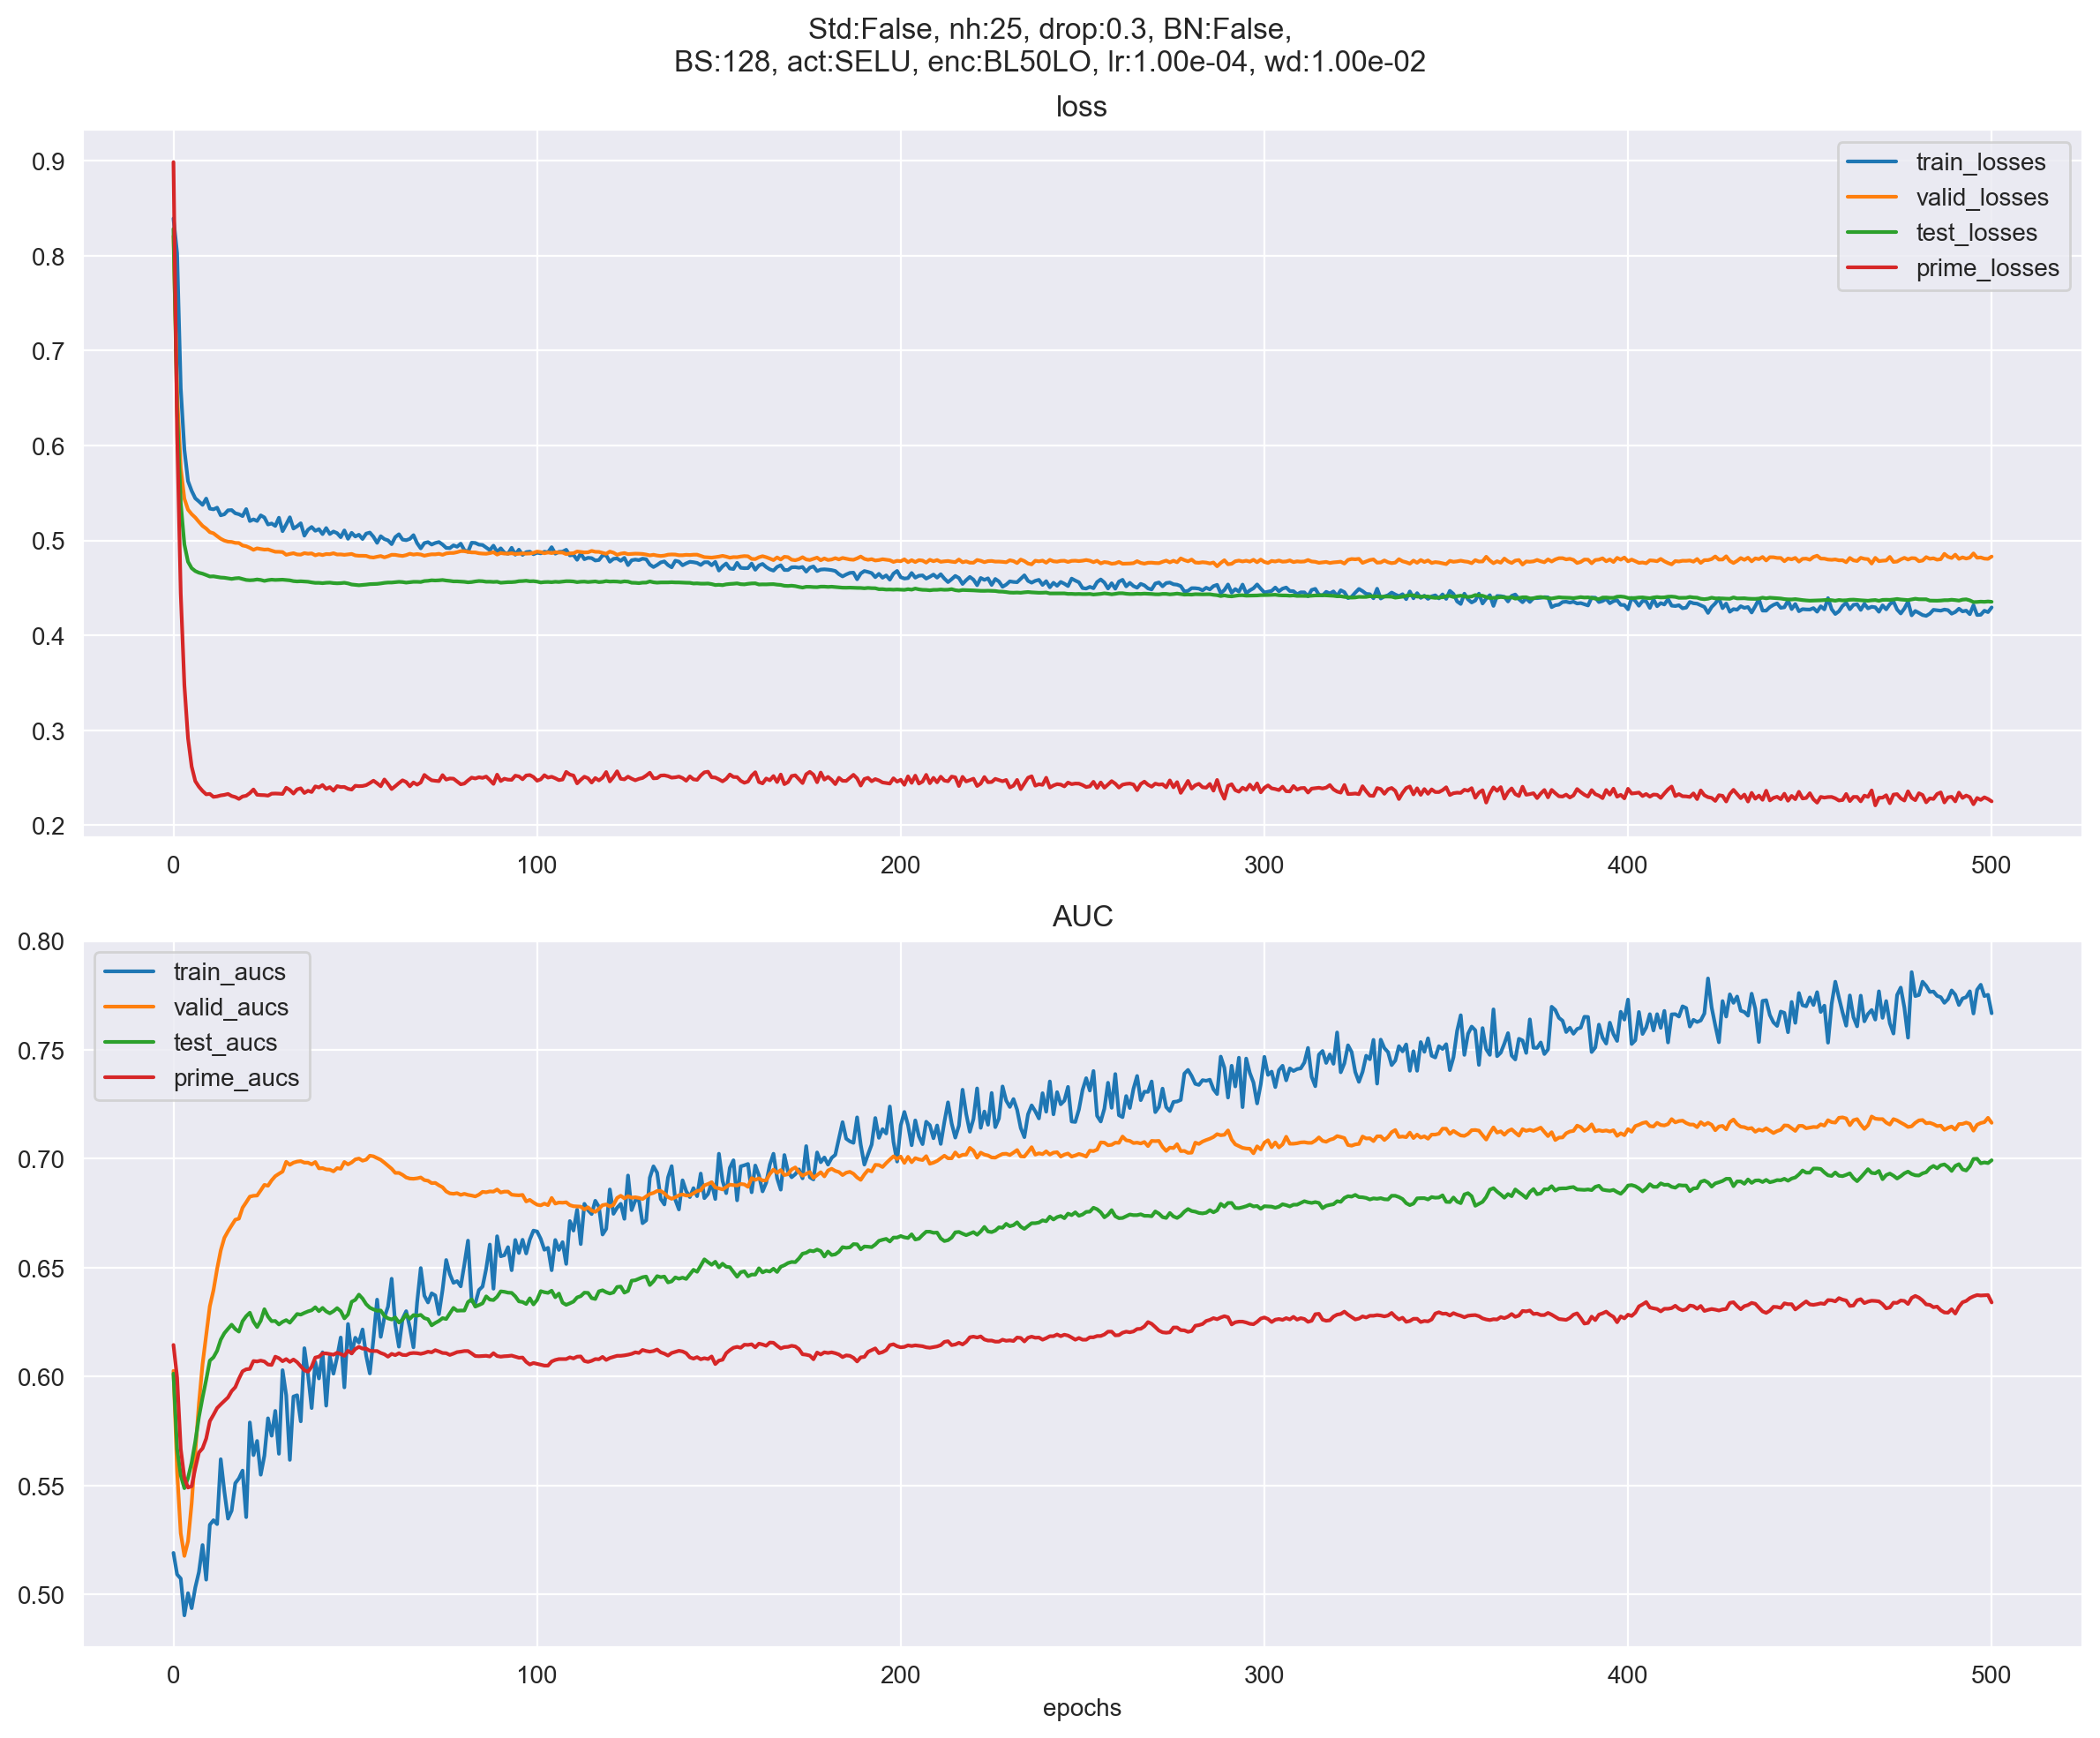 Std:False, nh:25, drop:0.3, BN:False,
BS:128, act:SELU, enc:BL50LO, lr:1.00e-04, wd:1.00e-02
loss
0.9
0.8
0.7
0.6
0.5
0.4
0.3
0.2
train_losses
valid_losses
test_losses
prime_losses
0 100 200 300 400 500
AUC
0.80
0.75
0.70
0.65
0.60
0.55
0.50
train_aucs
valid_aucs
test_aucs
prime_aucs
0 100 200 300 400 500
epochs